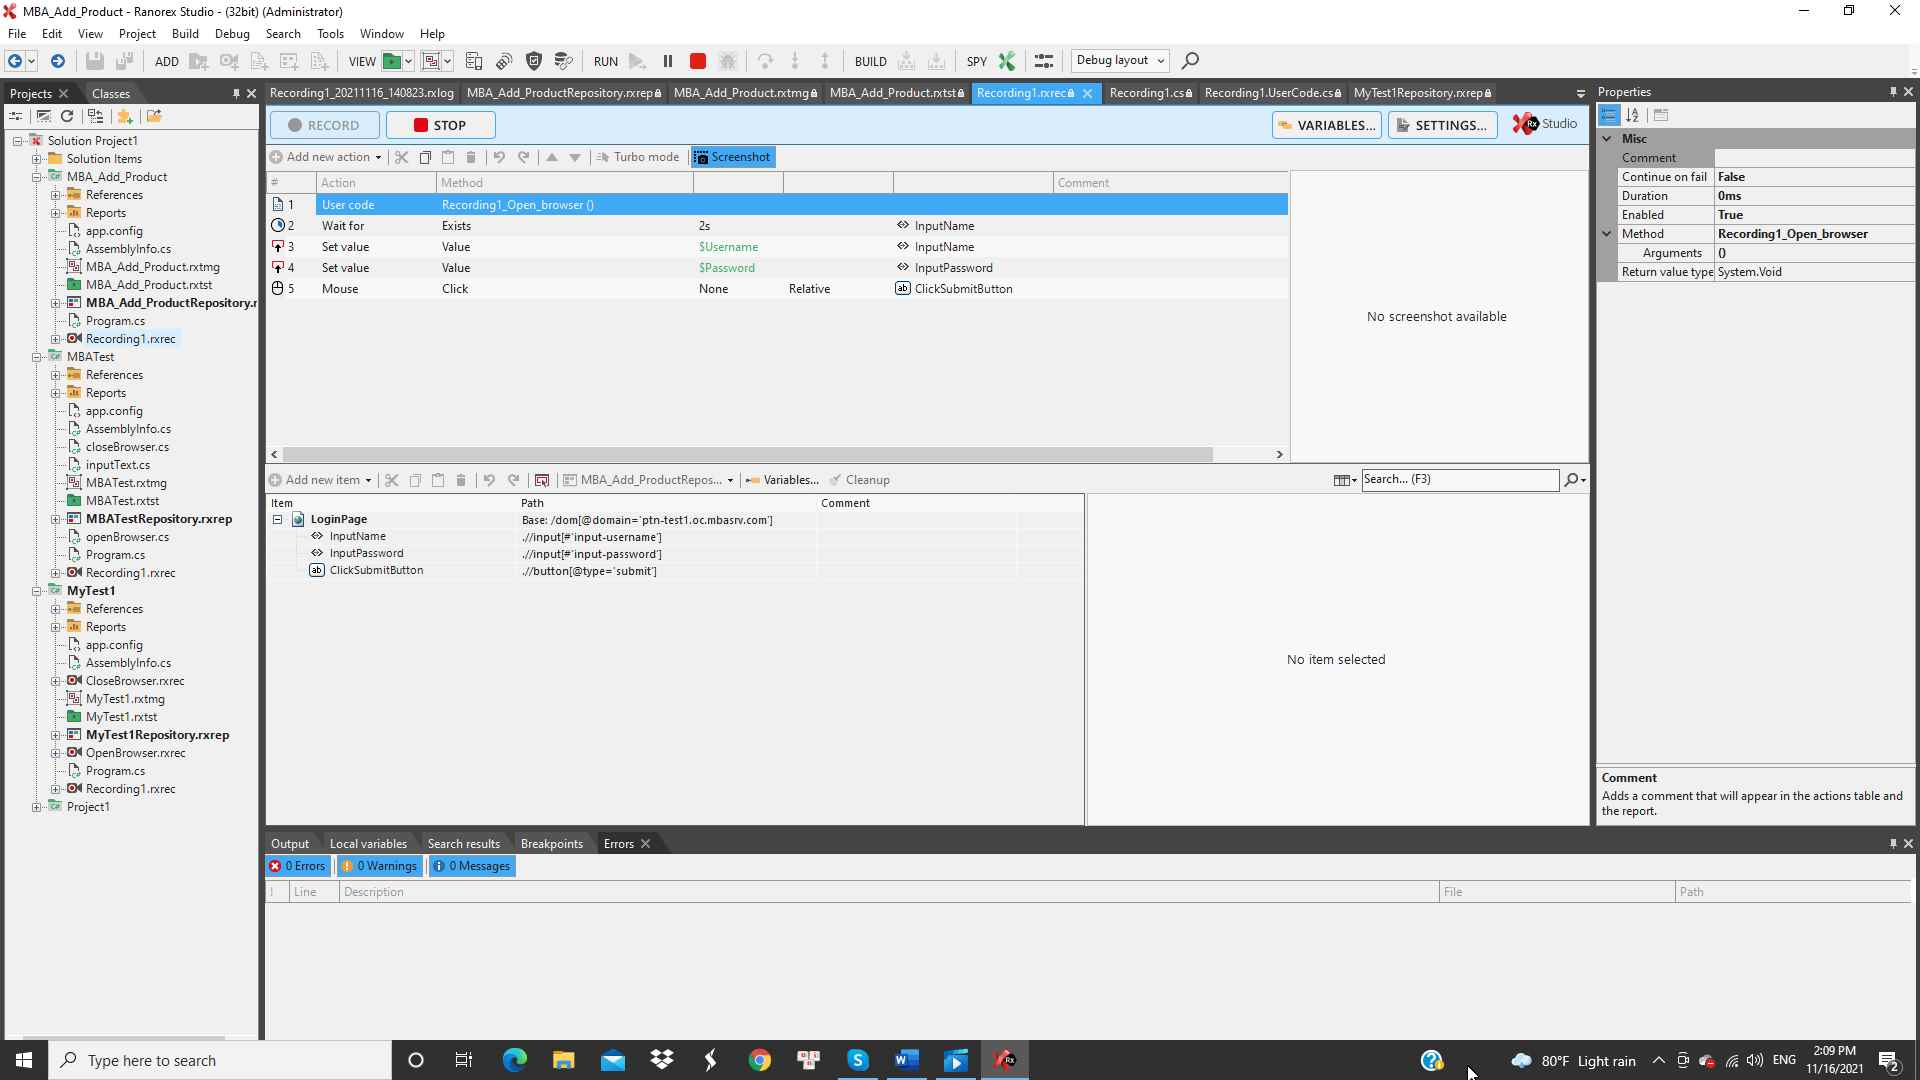 MBA_Add_Product - Ranorex Studio - (32bit) (Administrator)
File Edit View Project Build Debug Search Tools Window Help
ADD VIEW RUN BUILD SPY Debug layout
Projects Classes
Recording1_20211116_140823.rxlog MBA_Add_ProductRepository.rxrep MBA_Add_Product.rxtmg MBA_Add_Product.rxtst Recording1.rxrec Recording1.cs Recording1.UserCode.cs MyTest1Repository.rxrep
Properties
RECORD STOP VARIABLES... SETTINGS... Rx Studio
Add new action Turbo mode Screenshot
# Action Method Comment
1 User code Recording1_Open_browser ()
2 Wait for Exists 2s InputName
3 Set value Value $Username InputName
4 Set value Value $Password InputPassword
5 Mouse Click None Relative ClickSubmitButton
No screenshot available
Solution Project1
Solution Items
MBA_Add_Product
References
Reports
app.config
AssemblyInfo.cs
MBA_Add_Product.rxtmg
MBA_Add_Product.rxtst
MBA_Add_ProductRepository.r
Program.cs
Recording1.rxrec
MBATest
References
Reports
app.config
AssemblyInfo.cs
closeBrowser.cs
inputText.cs
MBATest.rxtmg
MBATest.rxtst
MBATestRepository.rxrep
openBrowser.cs
Program.cs
Recording1.rxrec
MyTest1
References
Reports
app.config
AssemblyInfo.cs
CloseBrowser.rxrec
MyTest1.rxtmg
MyTest1.rxtst
MyTest1Repository.rxrep
OpenBrowser.rxrec
Program.cs
Recording1.rxrec
Project1
Misc
Comment
Continue on fail False
Duration 0ms
Enabled True
Method Recording1_Open_browser
Arguments ()
Return value type System.Void
Comment
Adds a comment that will appear in the actions table and
the report.
Add new item MBA_Add_ProductRepos... Variables... Cleanup Search... (F3)
Item Path Comment
LoginPage Base: /dom[@domain='ptn-test1.oc.mbasrv.com']
InputName .//input[#'input-username']
InputPassword .//input[#'input-password']
ab ClickSubmitButton .//button[@type='submit']
No item selected
Output Local variables Search results Breakpoints Errors
0 Errors 0 Warnings 0 Messages
! Line Description File Path
Type here to search
80°F Light rain ENG
2:09 PM
11/16/2021
2